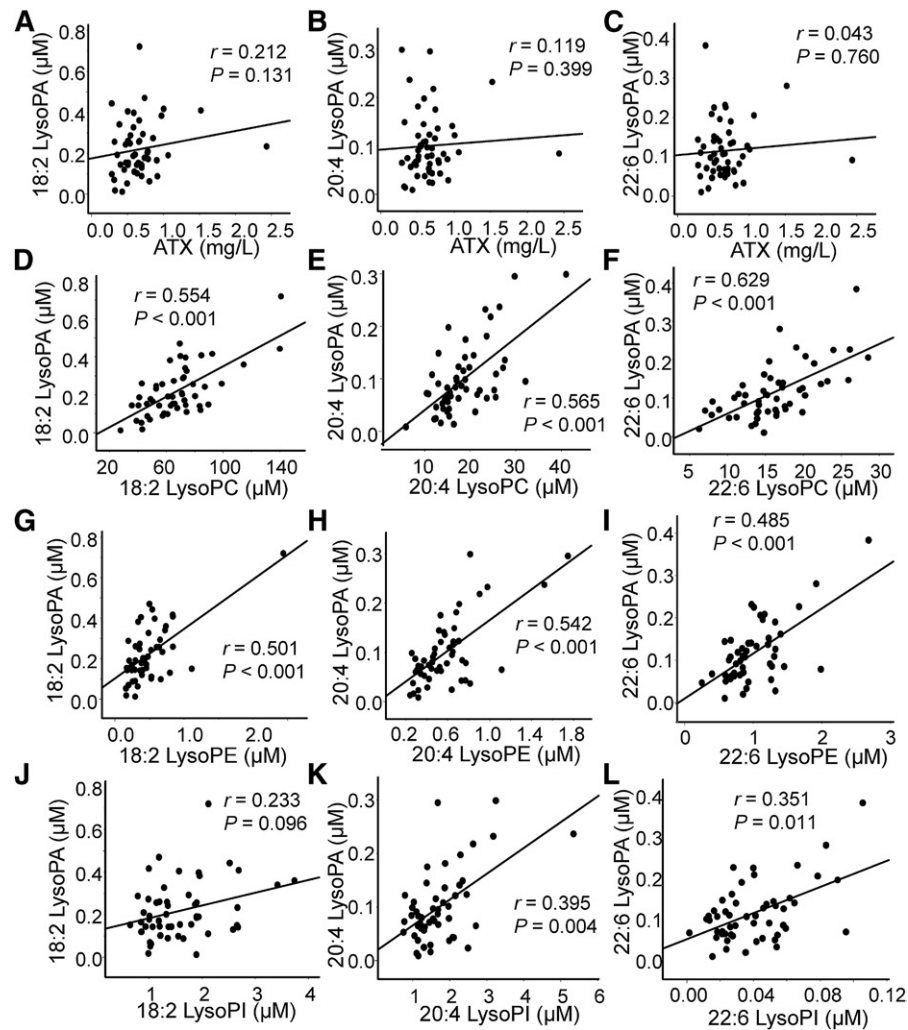 A
18:2 LysoPA (µM)
0.8
0.6
0.4
0.2
0.0
r = 0.212
P = 0.131
0.0 0.5 1.0 1.5 2.0 2.5
ATX (mg/L)
B
20:4 LysoPA (µM)
0.3
0.2
0.1
0.0
r = 0.119
P = 0.399
0.0 0.5 1.0 1.5 2.0 2.5
ATX (mg/L)
C
22:6 LysoPA (µM)
0.4
0.3
0.2
0.1
0.0
r = 0.043
P = 0.760
0.0 0.5 1.0 1.5 2.0 2.5
ATX (mg/L)
D
18:2 LysoPA (µM)
0.8
0.6
0.4
0.2
0.0
r = 0.554
P < 0.001
20 60 100 140
18:2 LysoPC (µM)
E
20:4 LysoPA (µM)
0.3
0.2
0.1
0.0
r = 0.565
P < 0.001
10 20 30 40
20:4 LysoPC (µM)
F
22:6 LysoPA (µM)
0.4
0.3
0.2
0.1
0.0
r = 0.629
P < 0.001
5 10 15 20 25 30
22:6 LysoPC (µM)
G
18:2 LysoPA (µM)
0.8
0.6
0.4
0.2
0.0
r = 0.501
P < 0.001
0.0 1.0 2.0
18:2 LysoPE (µM)
H
20:4 LysoPA (µM)
0.3
0.2
0.1
0.0
r = 0.542
P < 0.001
0.2 0.6 1.0 1.4 1.8
20:4 LysoPE (µM)
I
22:6 LysoPA (µM)
0.4
0.3
0.2
0.1
0.0
r = 0.485
P < 0.001
0 1 2 3
22:6 LysoPE (µM)
J
18:2 LysoPA (µM)
0.8
0.6
0.4
0.2
0.0
r = 0.233
P = 0.096
1 2 3 4
18:2 LysoPI (µM)
K
20:4 LysoPA (µM)
0.3
0.2
0.1
0.0
r = 0.395
P = 0.004
1 2 3 4 5 6
20:4 LysoPI (µM)
L
22:6 LysoPA (µM)
0.4
0.3
0.2
0.1
0.0
r = 0.351
P = 0.011
0.00 0.04 0.08 0.12
22:6 LysoPI (µM)